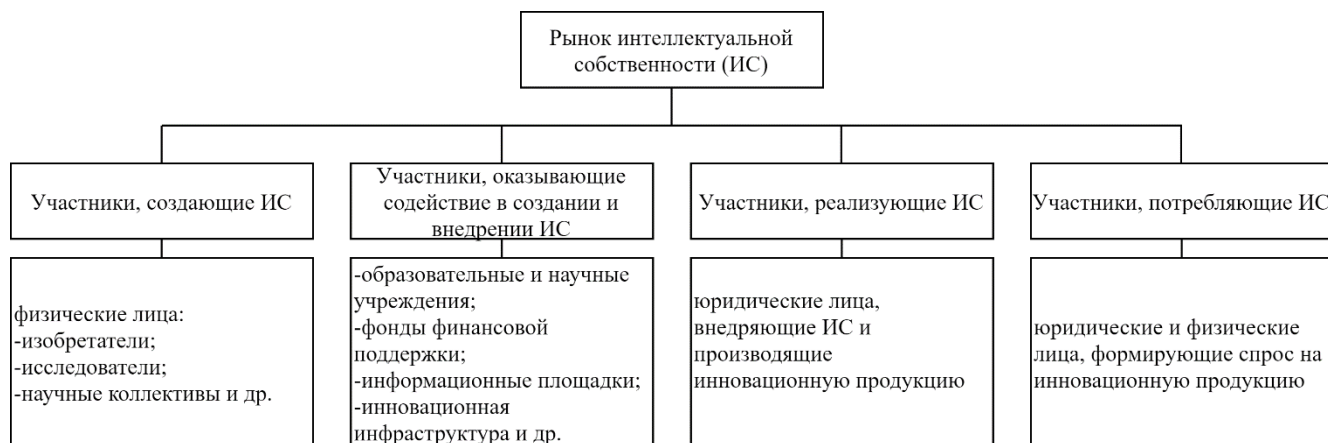 Рынок интеллектуальной
собственности (ИС)
Участники, создающие ИС
Участники, оказывающие
содействие в создании и
внедрении ИС
Участники, реализующие ИС
Участники, потребляющие ИС
физические лица:
-изобретатели;
-исследователи;
-научные коллективы и др.
-образовательные и научные
учреждения;
-фонды финансовой
поддержки;
-информационные площадки;
-инновационная
инфраструктура и др.
юридические лица,
внедряющие ИС и
производящие
инновационную продукцию
юридические и физические
лица, формирующие спрос на
инновационную продукцию